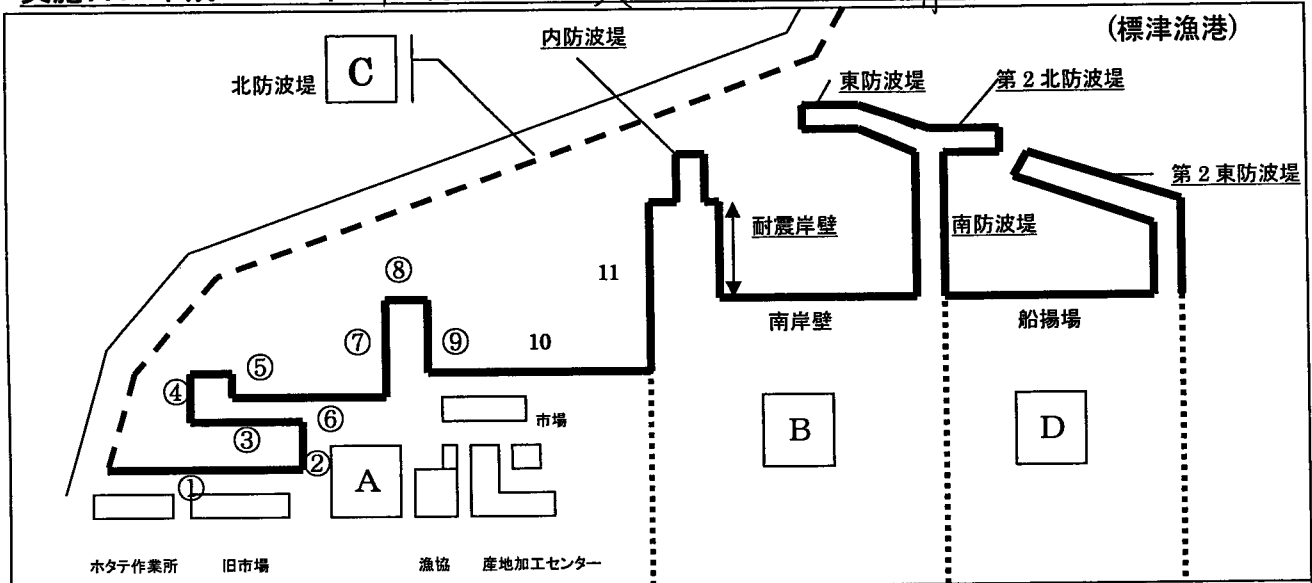 (標津漁港)
内防波堤
北防波堤
C
東防波堤
第2北防波堤
第2東防波堤
耐震岸壁
南防波堤
11
⑧
南岸壁
船揚場
⑦
⑨
10
⑤
④
⑥
市場
③
B
D
②
A
①
ホタテ作業所
旧市場
漁協
産地加工センター